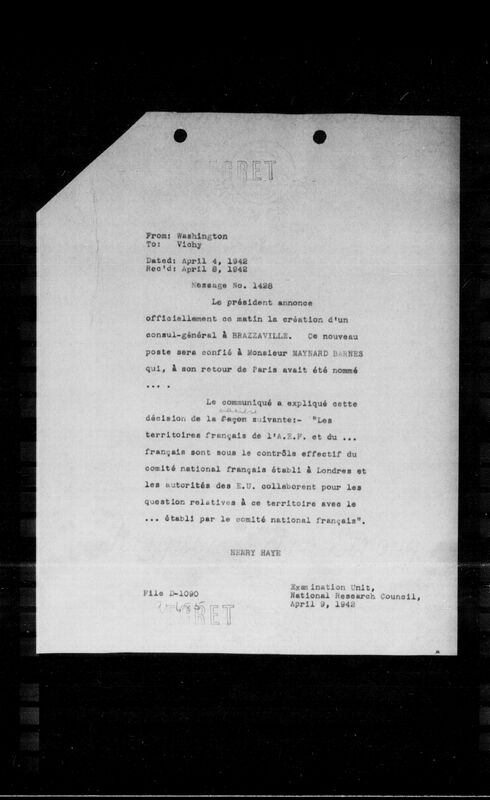 SECRET
From: Washington
To: Vichy
Dated: April 4, 1942
Rec'd: April 8, 1942
Message No. 1428
Le président annonce
officiellement ce matin la création d'un
consul-général à BRAZZAVILLE. Ce nouveau
poste sera confié à Monsieur MAYNARD BARNES
qui, à son retour de Paris avait été nommé
... .
Le communiqué a expliqué cette
décision de la façon suivante:- "Les
territoires français de l'A.E.F. et du ...
français sont sous le contrôle effectif du
comité national français établi à Londres et
les autorités des E.U. collaborent pour les
question relatives à ce territoire avec le
... établi par le comité national français".
HENRY HAYE
File D-1090
Examination Unit,
National Research Council,
April 9, 1942
SECRET